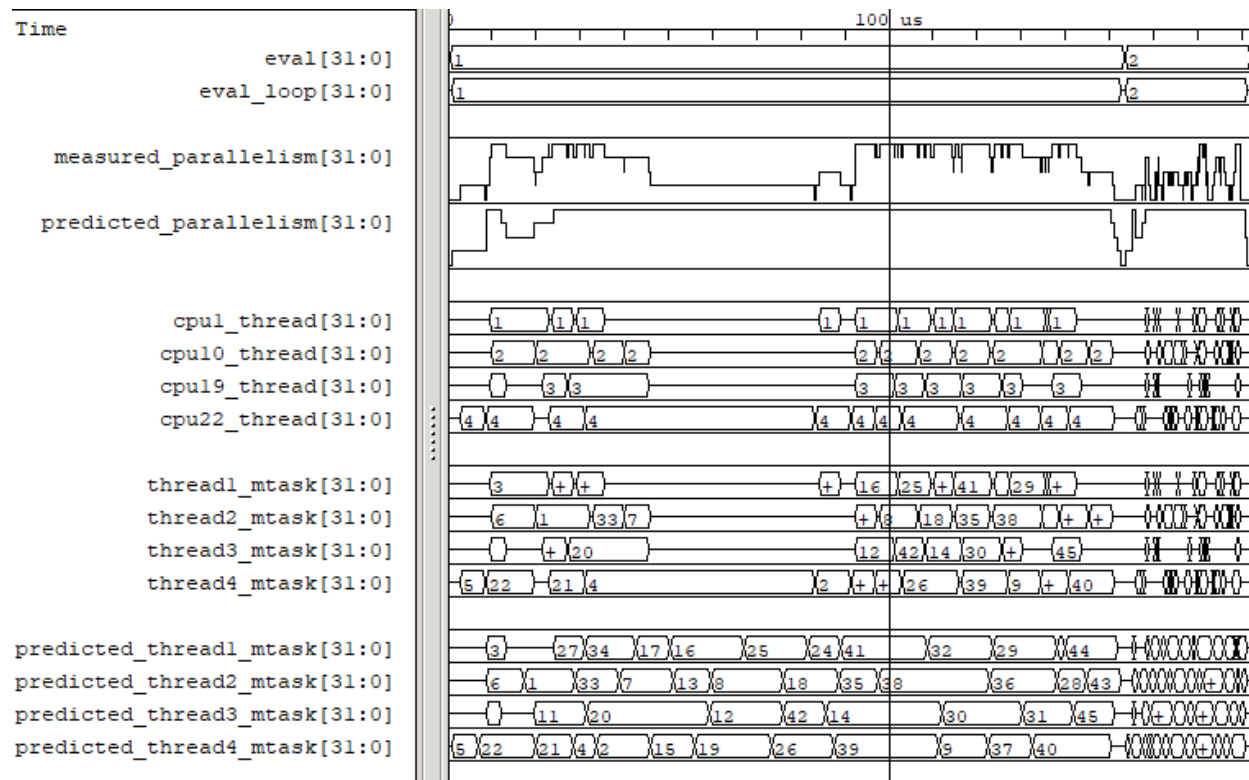 Time
0 100 us
eval[31:0] 1 2
eval_loop[31:0] 1 2
measured_parallelism[31:0]
predicted_parallelism[31:0]
cpu1_thread[31:0] 1 1 1 1 1 1 1 1 1 1
cpu10_thread[31:0] 2 2 2 2 2 2 2 2 2 2 2
cpu19_thread[31:0] 3 3 3 3 3 3 3 3
cpu22_thread[31:0] 4 4 4 4 4 4 4 4 4 4 4 4
thread1_mtask[31:0] 3 + + + 16 25 + 41 29 +
thread2_mtask[31:0] 6 1 33 7 + 8 18 35 38 + +
thread3_mtask[31:0] + 20 12 42 14 30 + 45
thread4_mtask[31:0] 5 22 21 4 2 + + 26 39 9 + 40
predicted_thread1_mtask[31:0] 3 27 34 17 16 25 24 41 32 29 44
predicted_thread2_mtask[31:0] 6 1 33 7 13 8 18 35 38 36 28 43 +
predicted_thread3_mtask[31:0] 11 20 12 42 14 30 31 45 + +
predicted_thread4_mtask[31:0] 5 22 21 4 2 15 19 26 39 9 37 40 +